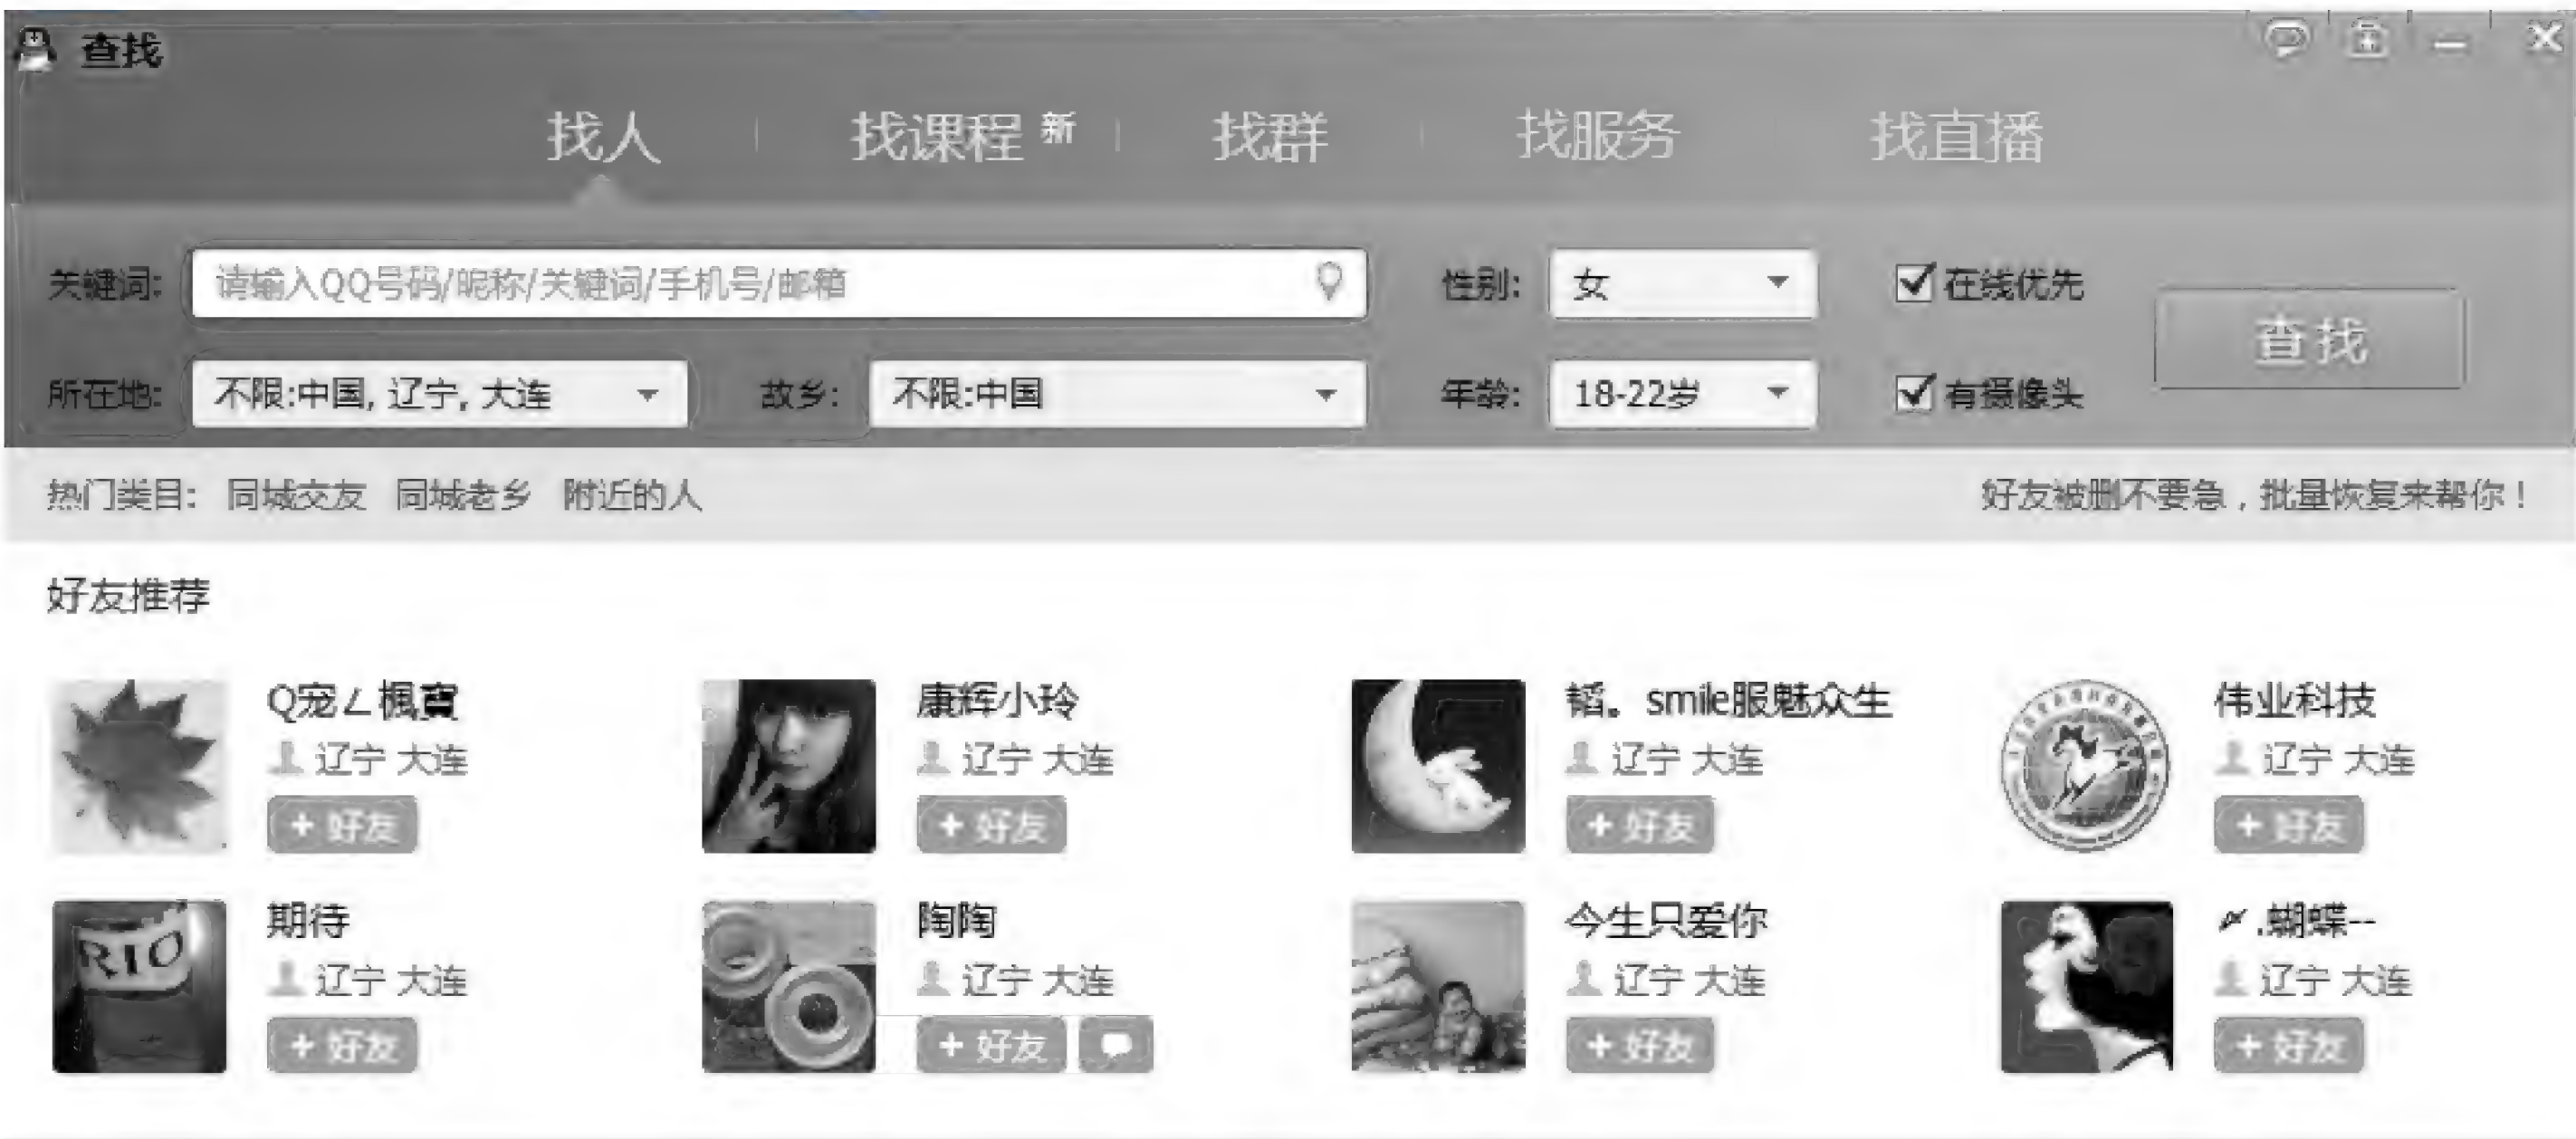 查找
找人 找课程 新 找群 找服务 找直播
关键词: 请输入QQ号码/昵称/关键词/手机号/邮箱 性别: 女 在线优先
查找
所在地: 不限:中国, 辽宁, 大连 故乡: 不限:中国 年龄: 18-22岁 有摄像头
热门类目: 同城交友 同城老乡 附近的人 好友被删不要急，批量恢复来帮你！
好友推荐
Q宠∠楓寶 康辉小玲 韬。smile服魅众生 伟业科技
辽宁 大连 辽宁 大连 辽宁 大连 辽宁 大连
+ 好友 + 好友 + 好友 + 好友
RIO
期待 陶陶 今生只爱你 .蝴蝶--
辽宁 大连 辽宁 大连 辽宁 大连 辽宁 大连
+ 好友 + 好友 + 好友 + 好友